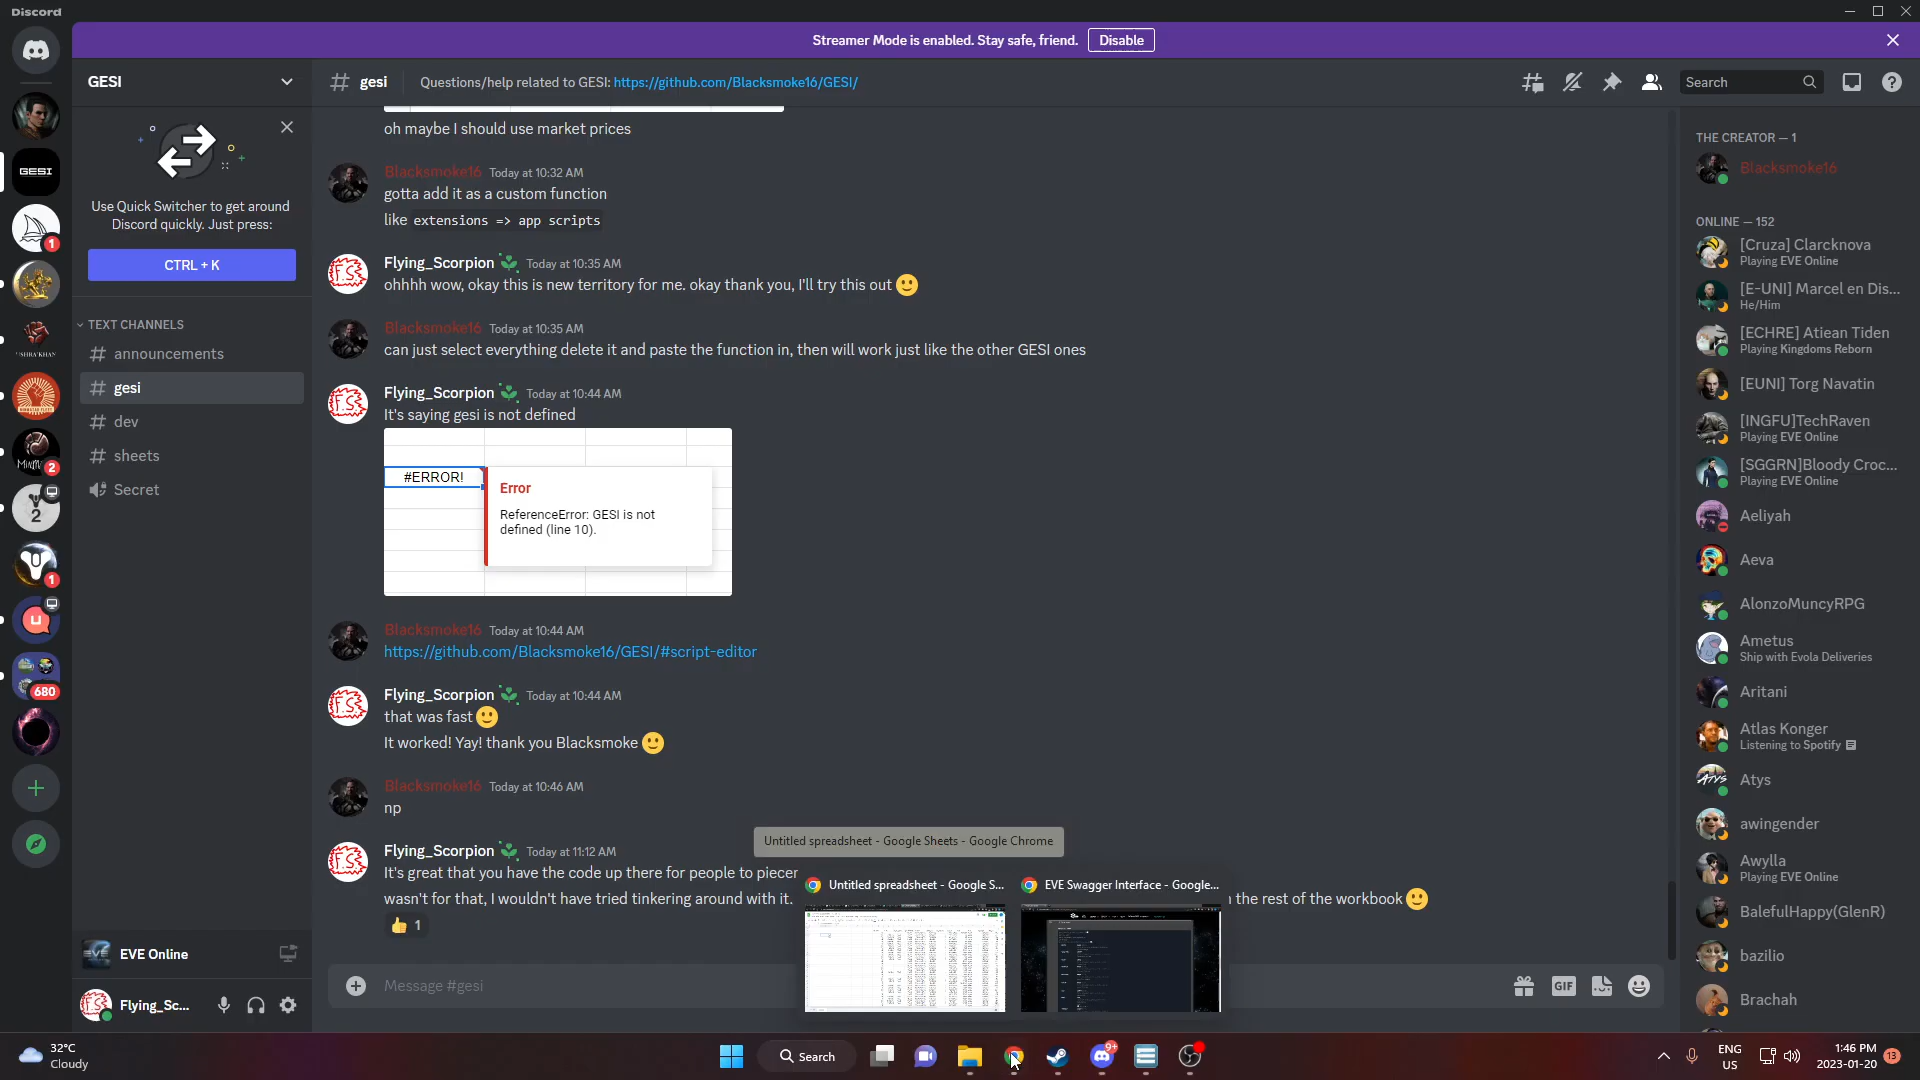 Discord
Streamer Mode is enabled. Stay safe, friend. Disable
GESI
# gesi Questions/help related to GESI: https://github.com/Blacksmoke16/GESI/
Search
Use Quick Switcher to get around
Discord quickly. Just press:
CTRL + K
TEXT CHANNELS
# announcements
# gesi
# dev
# sheets
Secret
GESI
1
2
2
1
680
EVE Online
Flying_Sc...
oh maybe I should use market prices
Blacksmoke16 Today at 10:32 AM
gotta add it as a custom function
like extensions => app scripts
Flying_Scorpion Today at 10:35 AM
ohhhh wow, okay this is new territory for me. okay thank you, I'll try this out
Blacksmoke16 Today at 10:35 AM
can just select everything delete it and paste the function in, then will work just like the other GESI ones
Flying_Scorpion Today at 10:44 AM
It's saying gesi is not defined
#ERROR!
Error
ReferenceError: GESI is not
defined (line 10).
Blacksmoke16 Today at 10:44 AM
https://github.com/Blacksmoke16/GESI/#script-editor
Flying_Scorpion Today at 10:44 AM
that was fast
It worked! Yay! thank you Blacksmoke
Blacksmoke16 Today at 10:46 AM
np
Flying_Scorpion Today at 11:12 AM
It's great that you have the code up there for people to
wasn't for that, I wouldn't have tried tinkering around with it. the rest of the workbook
1
Untitled spreadsheet - Google Sheets - Google Chrome
Untitled spreadsheet - Google S...
EVE Swagger Interface - Google...
Message #gesi
GIF
THE CREATOR — 1
Blacksmoke16
ONLINE — 152
[Cruza] Clarcknova
Playing EVE Online
[E-UNI] Marcel en Dis...
He/Him
[ECHRE] Atiean Tiden
Playing Kingdoms Reborn
[EUNI] Torg Navatin
[INGFU]TechRaven
Playing EVE Online
[SGGRN]Bloody Croc...
Playing EVE Online
Aeliyah
Aeva
AlonzoMuncyRPG
Ametus
Ship with Evola Deliveries
Aritani
Atlas Konger
Listening to Spotify
Atys
awingender
Awylla
Playing EVE Online
BalefulHappy(GlenR)
bazilio
Brachah
32°C
Cloudy
Search
9+
ENG
US
1:46 PM
2023-01-20
13